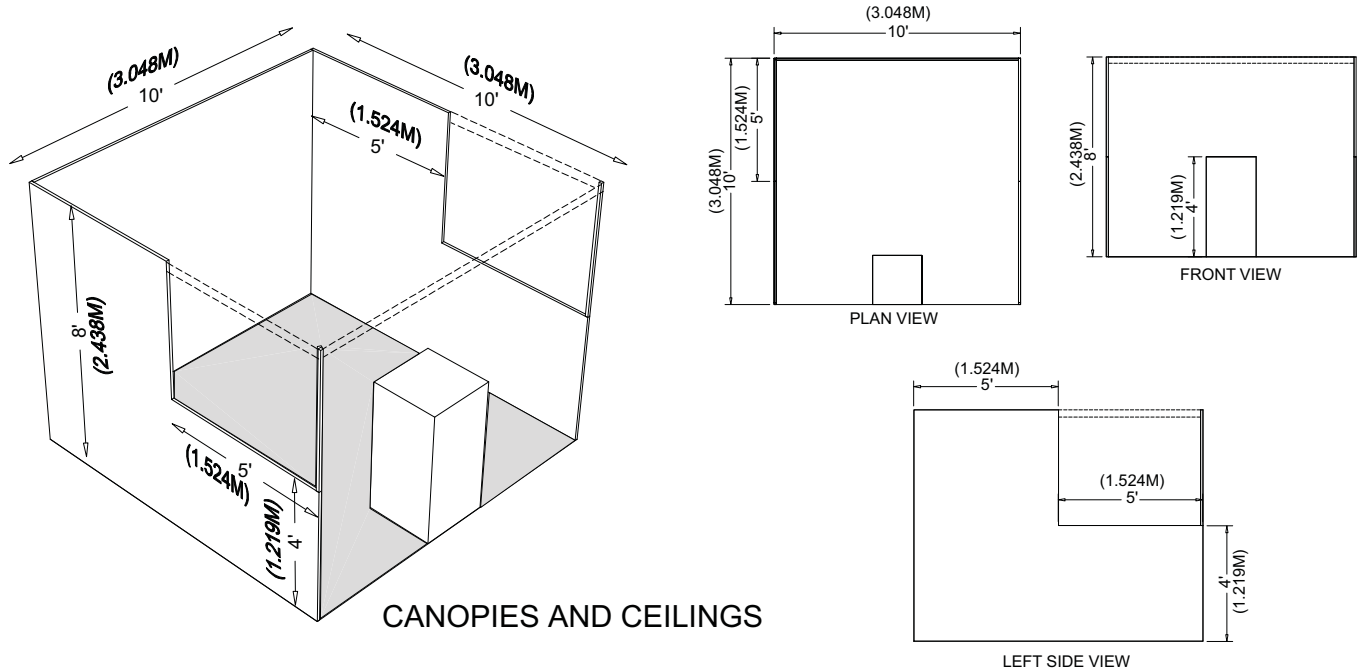 (3.048M)
10'
(3.048M)
10'
(1.524M)
5'
8'
(2.438M)
5'
(1.524M)
4'
(1.219M)
CANOPIES AND CEILINGS
(3.048M)
10'
(1.524M)
5'
(3.048M)
10'
PLAN VIEW
(2.438M)
8'
(1.219M)
4'
FRONT VIEW
(1.524M)
5'
(1.524M)
5'
4'
(1.219M)
LEFT SIDE VIEW